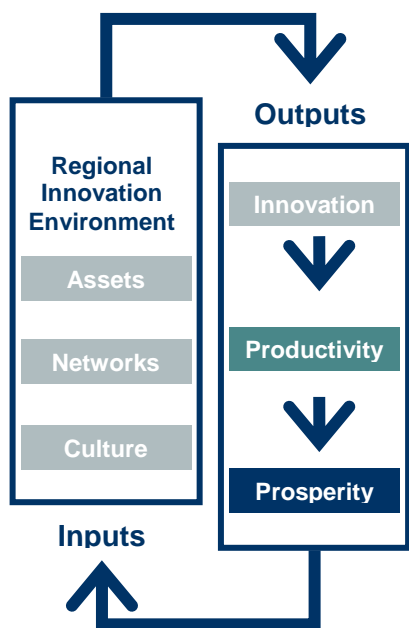 Outputs
Regional
Innovation
Environment
Assets
Networks
Culture
Inputs
Innovation
Productivity
Prosperity